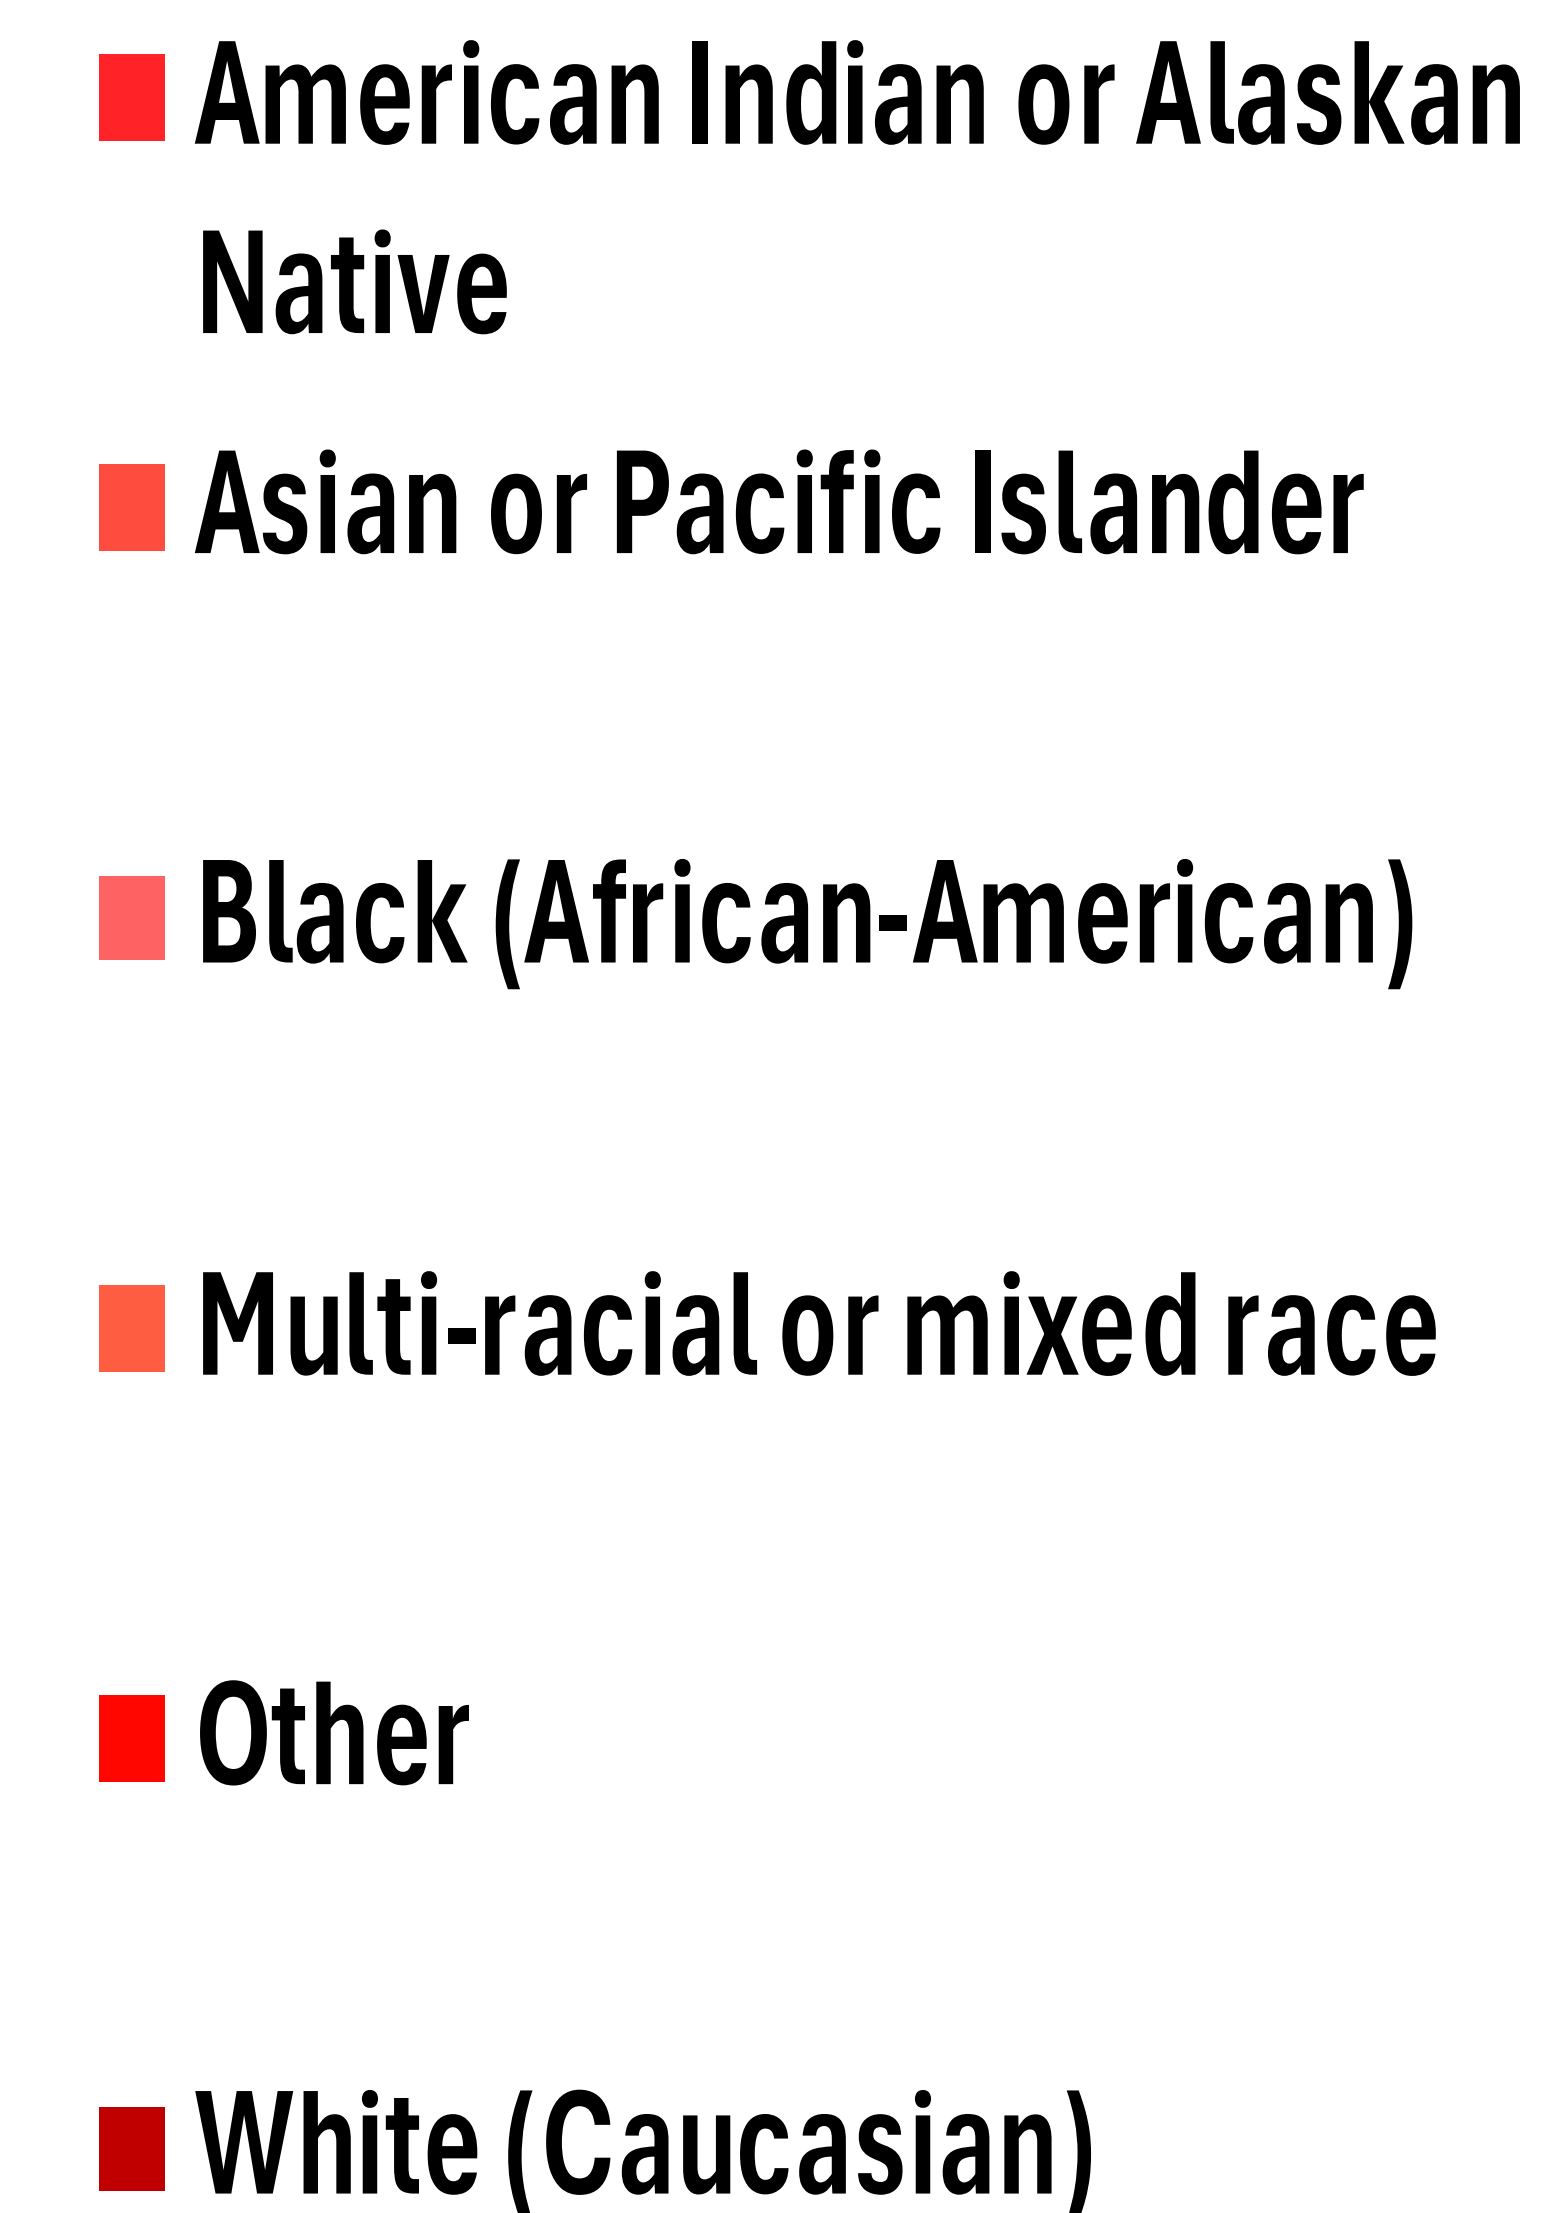 American Indian or Alaskan
Native
Asian or Pacific Islander
Black (African-American)
Multi-racial or mixed race
Other
White (Caucasian)